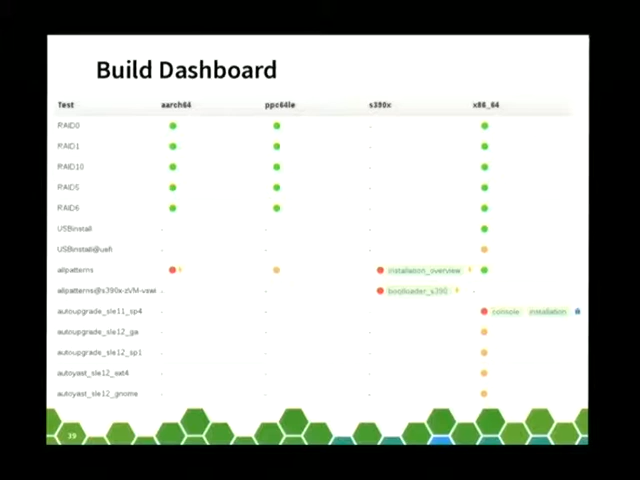 Build Dashboard
Test aarch64 ppc64le s390x x86_64
RAID0 -
RAID1 -
RAID10 -
RAID5 -
RAID6 -
USBinstall - - -
USBinstall@uefi - - -
allpatterns installation_overview
allpatterns@s390x-zVM-vswi - - bootloader_s390 -
autoupgrade_sle11_sp4 - - - console installation
autoupgrade_sle12_ga - - -
autoupgrade_sle12_sp1 - - -
autoyast_sle12_ext4 - - -
autoyast_sle12_gnome - - -
39